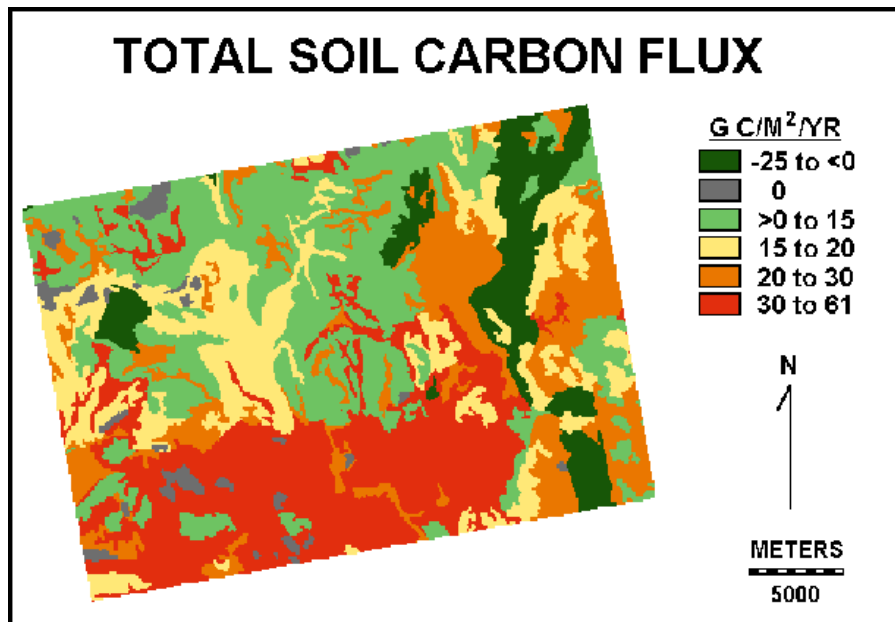 TOTAL SOIL CARBON FLUX
G C/M²/YR
-25 to <0
0
>0 to 15
15 to 20
20 to 30
30 to 61
N
METERS
5000